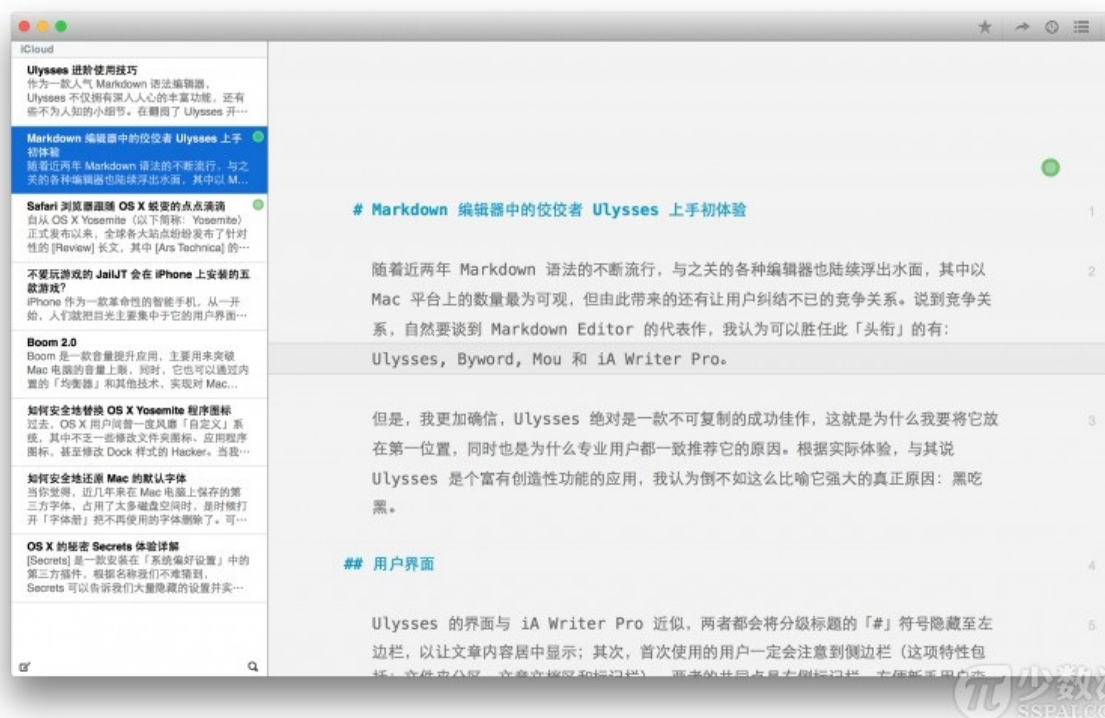 iCloud
Ulysses 进阶使用技巧
作为一款人气 Markdown 语法编辑器，
Ulysses 不仅拥有深入人心的丰富功能，还有
些不为人知的小细节。在翻阅了 Ulysses 开…
Markdown 编辑器中的佼佼者 Ulysses 上手
初体验
随着近两年 Markdown 语法的不断流行，与之
关的各种编辑器也陆续浮出水面，其中以 M…
Safari 浏览器跟随 OS X 蜕变的点点滴滴
自从 OS X Yosemite（以下简称：Yosemite）
正式发布以来，全球各大站点纷纷发布了针对
性的 [Review] 长文，其中 [Ars Technica] 的…
不爱玩游戏的 JailJT 会在 iPhone 上安装的五
款游戏？
iPhone 作为一款革命性的智能手机，从一开
始，人们就把目光主要集中于它的用户界面…
Boom 2.0
Boom 是一款音量提升应用，主要用来突破
Mac 电脑的音量上限，同时，它也可以通过内
置的「均衡器」和其他技术，实现对 Mac…
如何安全地替换 OS X Yosemite 程序图标
过去，OS X 用户间曾一度风靡「自定义」系
统，其中不乏一些修改文件夹图标、应用程序
图标，甚至修改 Dock 样式的 Hacker。当我…
如何安全地还原 Mac 的默认字体
当你觉得，近几年来在 Mac 电脑上保存的第
三方字体，占用了太多磁盘空间时，是时候打
开「字体册」把不再使用的字体删除了。可…
OS X 的秘密 Secrets 体验详解
[Secrets] 是一款安装在「系统偏好设置」中的
第三方插件，根据名称我们不难猜到，
Secrets 可以告诉我们大量隐藏的设置并实…
# Markdown 编辑器中的佼佼者 Ulysses 上手初体验
1
随着近两年 Markdown 语法的不断流行，与之关的各种编辑器也陆续浮出水面，其中以
2
Mac 平台上的数量最为可观，但由此带来的还有让用户纠结不已的竞争关系。说到竞争关
系，自然要谈到 Markdown Editor 的代表作，我认为可以胜任此「头衔」的有：
Ulysses, Byword, Mou 和 iA Writer Pro。
但是，我更加确信，Ulysses 绝对是一款不可复制的成功佳作，这就是为什么我要将它放
3
在第一位置，同时也是为什么专业用户都一致推荐它的原因。根据实际体验，与其说
Ulysses 是个富有创造性功能的应用，我认为倒不如这么比喻它强大的真正原因：黑吃
黑。
## 用户界面
4
Ulysses 的界面与 iA Writer Pro 近似，两者都会将分级标题的「#」符号隐藏至左
5
边栏，以让文章内容居中显示；其次，首次使用的用户一定会注意到侧边栏（这项特性包
少数
SSPAI.CO